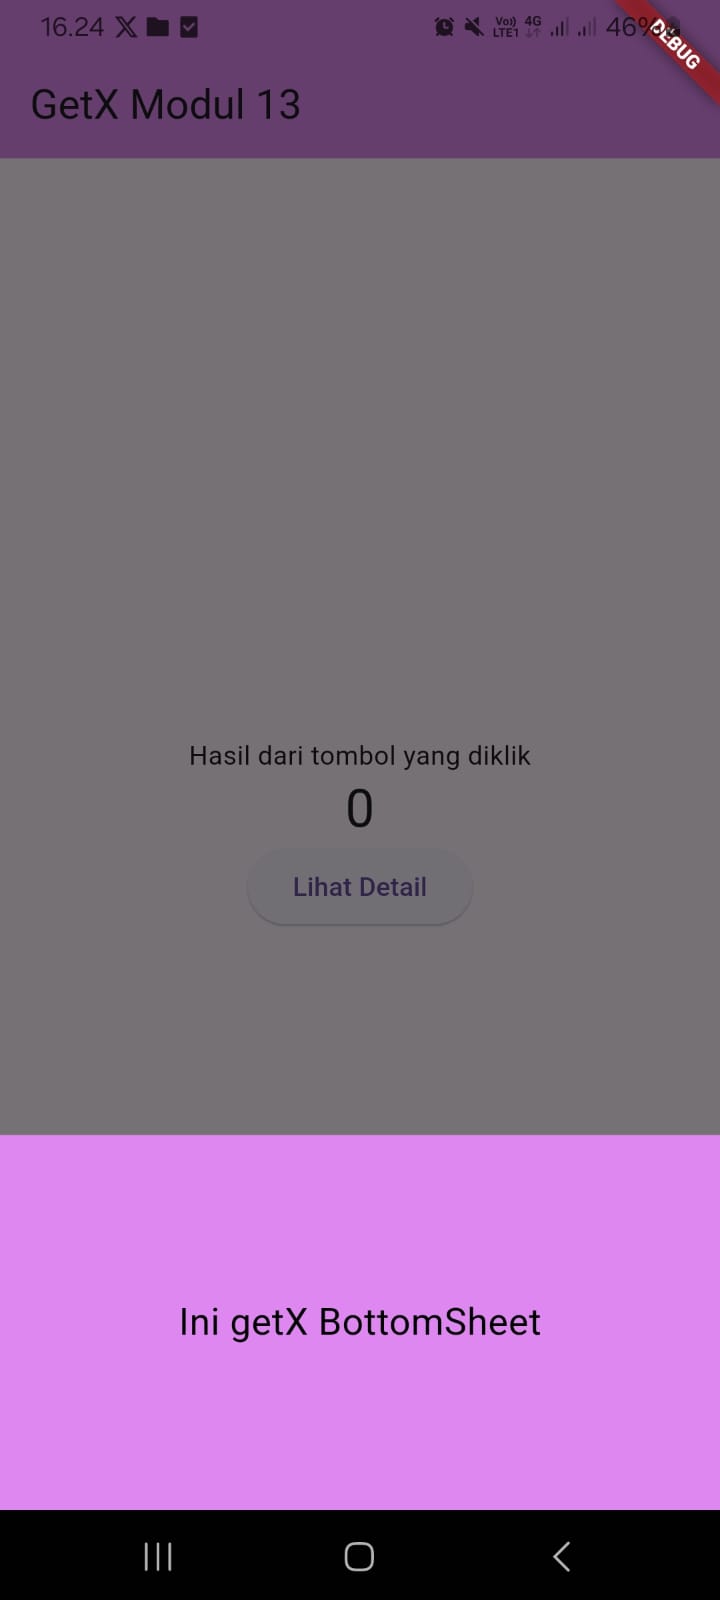 16.24
Vo))
LTE1
4G
46%
DEBUG
GetX Modul 13
Hasil dari tombol yang diklik
0
Lihat Detail
Ini getX BottomSheet